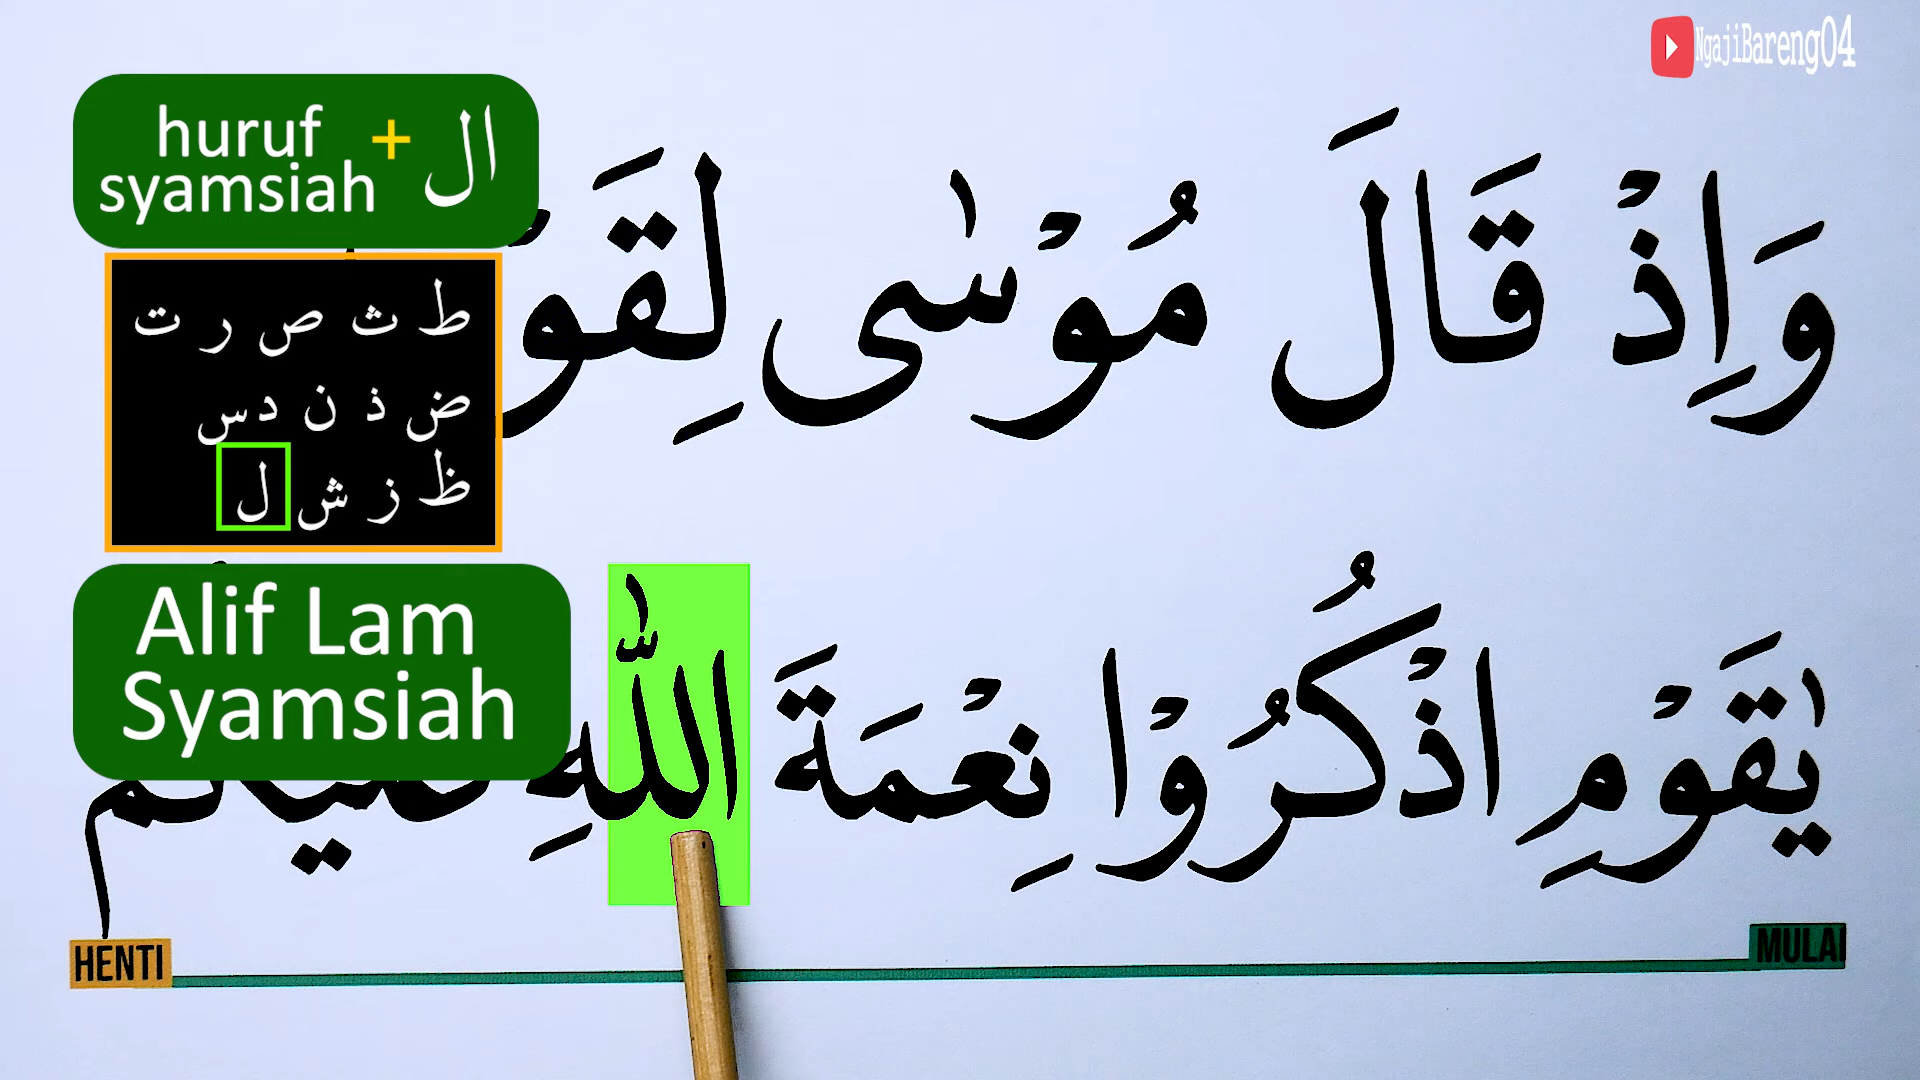 NgajiBareng04
huruf syamsiah + ال
ط ث ص ر ت
ض ذ ن د س
ظ ز ش ل
Alif Lam
Syamsiah
وَاِذْ قَالَ مُوْسٰى
يٰقَوْمِ اذْكُرُوْا نِعْمَةَ اللّٰهِ
HENTI
MULAI